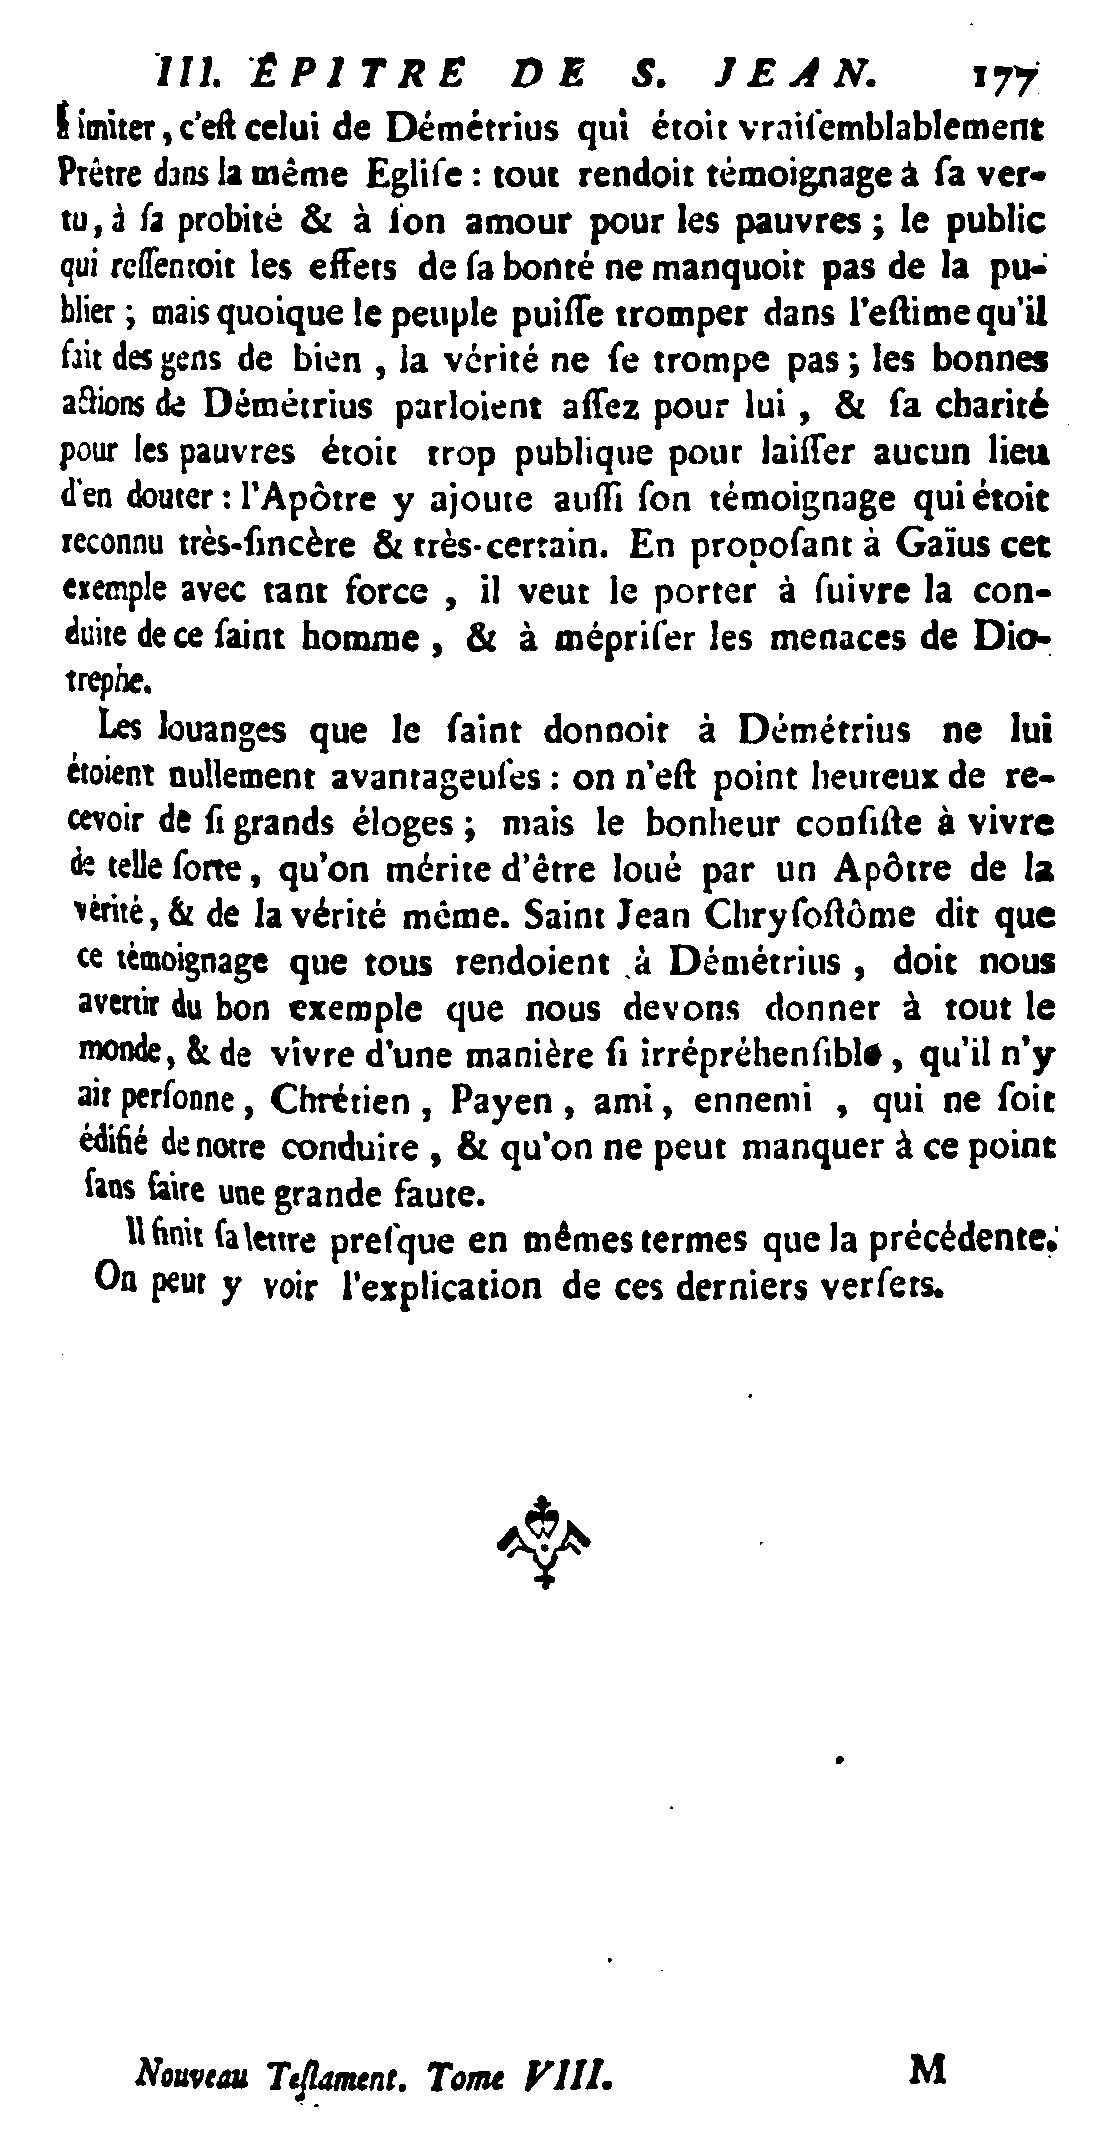 III. ÉPITRE DE S. JEAN. 177
à imiter, c'eſt celui de Démétrius qui étoit vraiſemblablement
Prêtre dans la même Egliſe : tout rendoit témoignage à ſa ver-
tu, à ſa probité & à ſon amour pour les pauvres ; le public
qui reſſentoit les effets de ſa bonté ne manquoit pas de la pu-
blier ; mais quoique le peuple puiſſe tromper dans l'eſtime qu'il
fait des gens de bien , la vérité ne ſe trompe pas ; les bonnes
actions de Démétrius parloient aſſez pour lui , & ſa charité
pour les pauvres étoit trop publique pour laiſſer aucun lieu
d'en douter : l'Apôtre y ajoute auſſi ſon témoignage qui étoit
reconnu très-ſincère & très-certain. En propoſant à Gaïus cet
exemple avec tant force , il veut le porter à ſuivre la con-
duite de ce ſaint homme , & à mépriſer les menaces de Dio-
trephe.
Les louanges que le ſaint donnoit à Démétrius ne lui
étoient nullement avantageuſes : on n'eſt point heureux de re-
cevoir de ſi grands éloges ; mais le bonheur conſiſte à vivre
de telle ſorte , qu'on mérite d'être loué par un Apôtre de la
vérité, & de la vérité même. Saint Jean Chryſoſtôme dit que
ce témoignage que tous rendoient à Démétrius , doit nous
avertir du bon exemple que nous devons donner à tout le
monde, & de vivre d'une manière ſi irrépréhenſible , qu'il n'y
ait perſonne , Chrétien , Payen , ami , ennemi , qui ne ſoit
édifié de notre conduite , & qu'on ne peut manquer à ce point
ſans faire une grande faute.
Il finit ſa lettre preſque en mêmes termes que la précédente.
On peut y voir l'explication de ces derniers verſets.
Nouveau Teſtament. Tome VIII. M